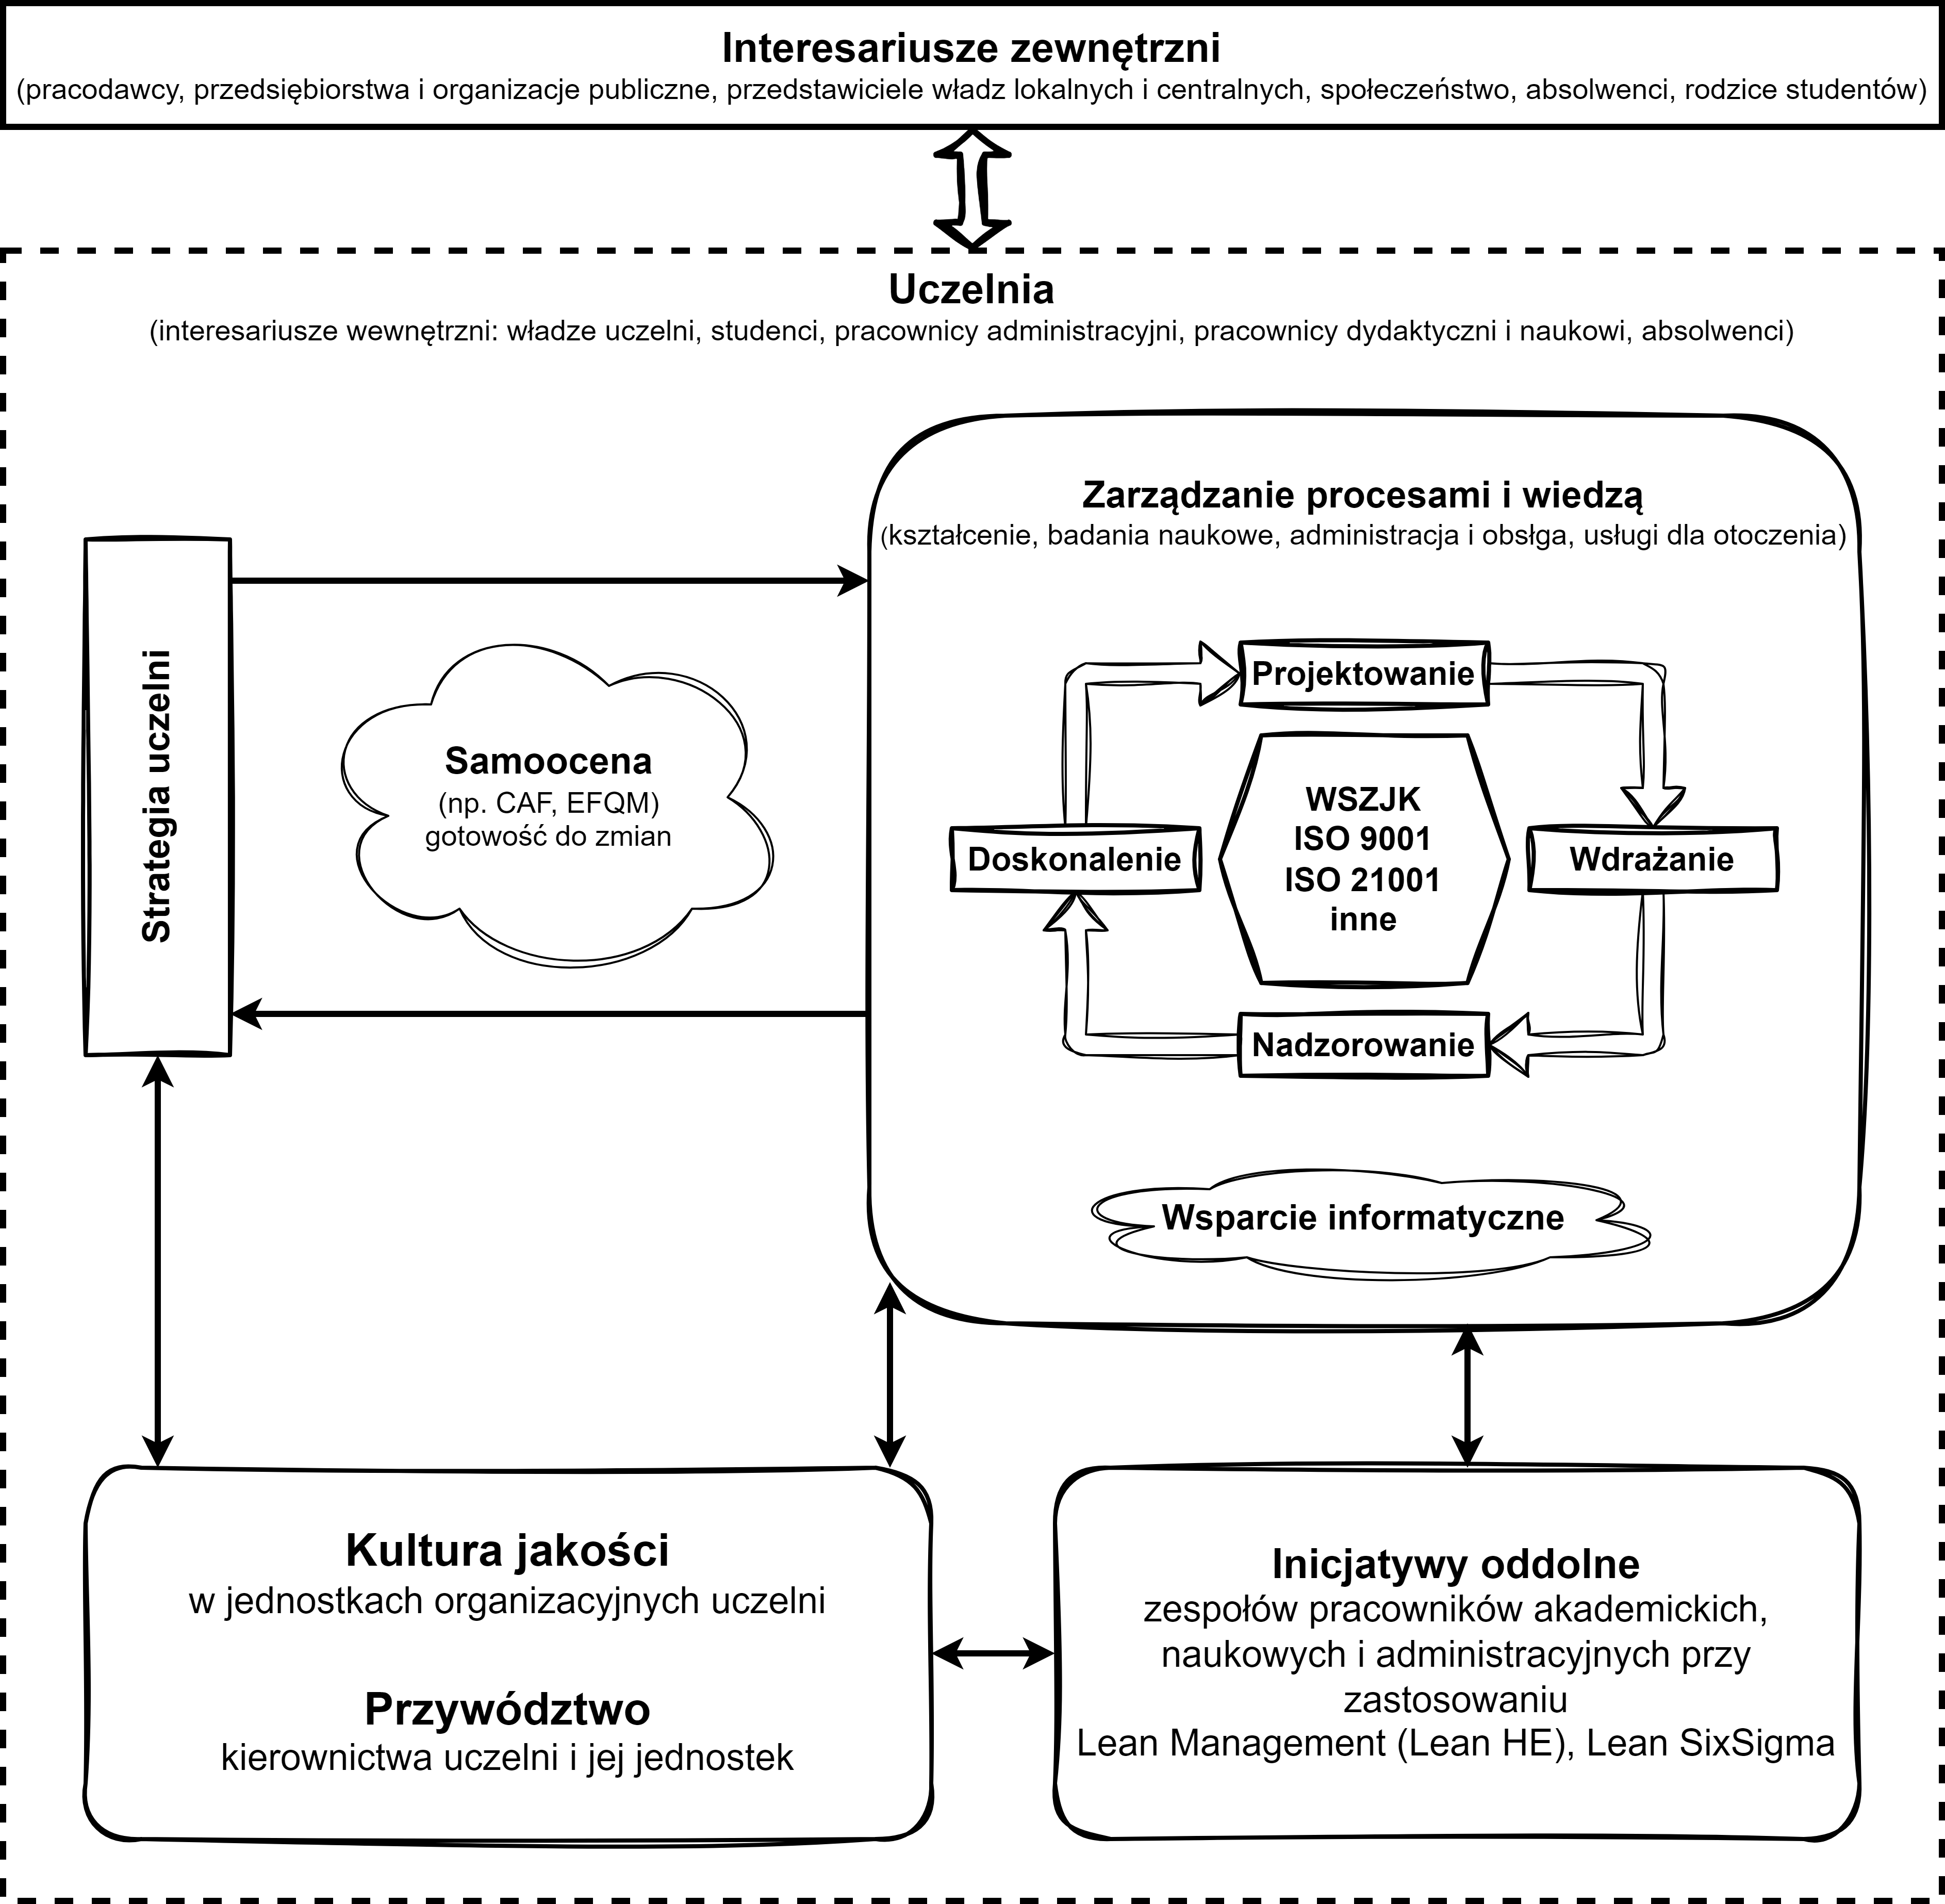 Interesariusze zewnętrzni
(pracodawcy, przedsiębiorstwa i organizacje publiczne, przedstawiciele władz lokalnych i centralnych, społeczeństwo, absolwenci, rodzice studentów)
Uczelnia
(interesariusze wewnętrzni: władze uczelni, studenci, pracownicy administracyjni, pracownicy dydaktyczni i naukowi, absolwenci)
Strategia uczelni
Samoocena
(np. CAF, EFQM)
gotowość do zmian
Zarządzanie procesami i wiedzą
(kształcenie, badania naukowe, administracja i obsłga, usługi dla otoczenia)
Projektowanie
Doskonalenie
WSZJK
ISO 9001
ISO 21001
inne
Wdrażanie
Nadzorowanie
Wsparcie informatyczne
Kultura jakości
w jednostkach organizacyjnych uczelni
Przywództwo
kierownictwa uczelni i jej jednostek
Inicjatywy oddolne
zespołów pracowników akademickich,
naukowych i administracyjnych przy
zastosowaniu
Lean Management (Lean HE), Lean SixSigma